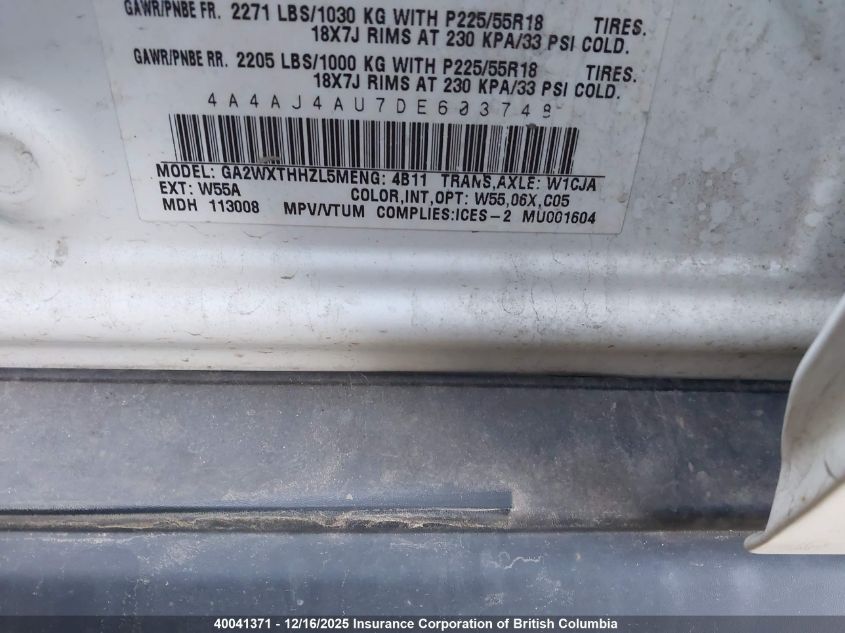 GAWR/PNBE FR. 2271 LBS/1030 KG WITH P225/55R18 TIRES.
18X7J RIMS AT 230 KPA/33 PSI COLD.
GAWR/PNBE RR. 2205 LBS/1000 KG WITH P225/55R18 TIRES.
18X7J RIMS AT 230 KPA/33 PSI COLD.
4A4AJ4AU7DE603748
MODEL: GA2WXTHHZL5MENG: 4B11 TRANS,AXLE: W1CJA
EXT: W55A COLOR,INT,OPT: W55,06X,C05
MDH 113008 MPV/VTUM COMPLIES:ICES-2 MU001604
40041371 - 12/16/2025 Insurance Corporation of British Columbia